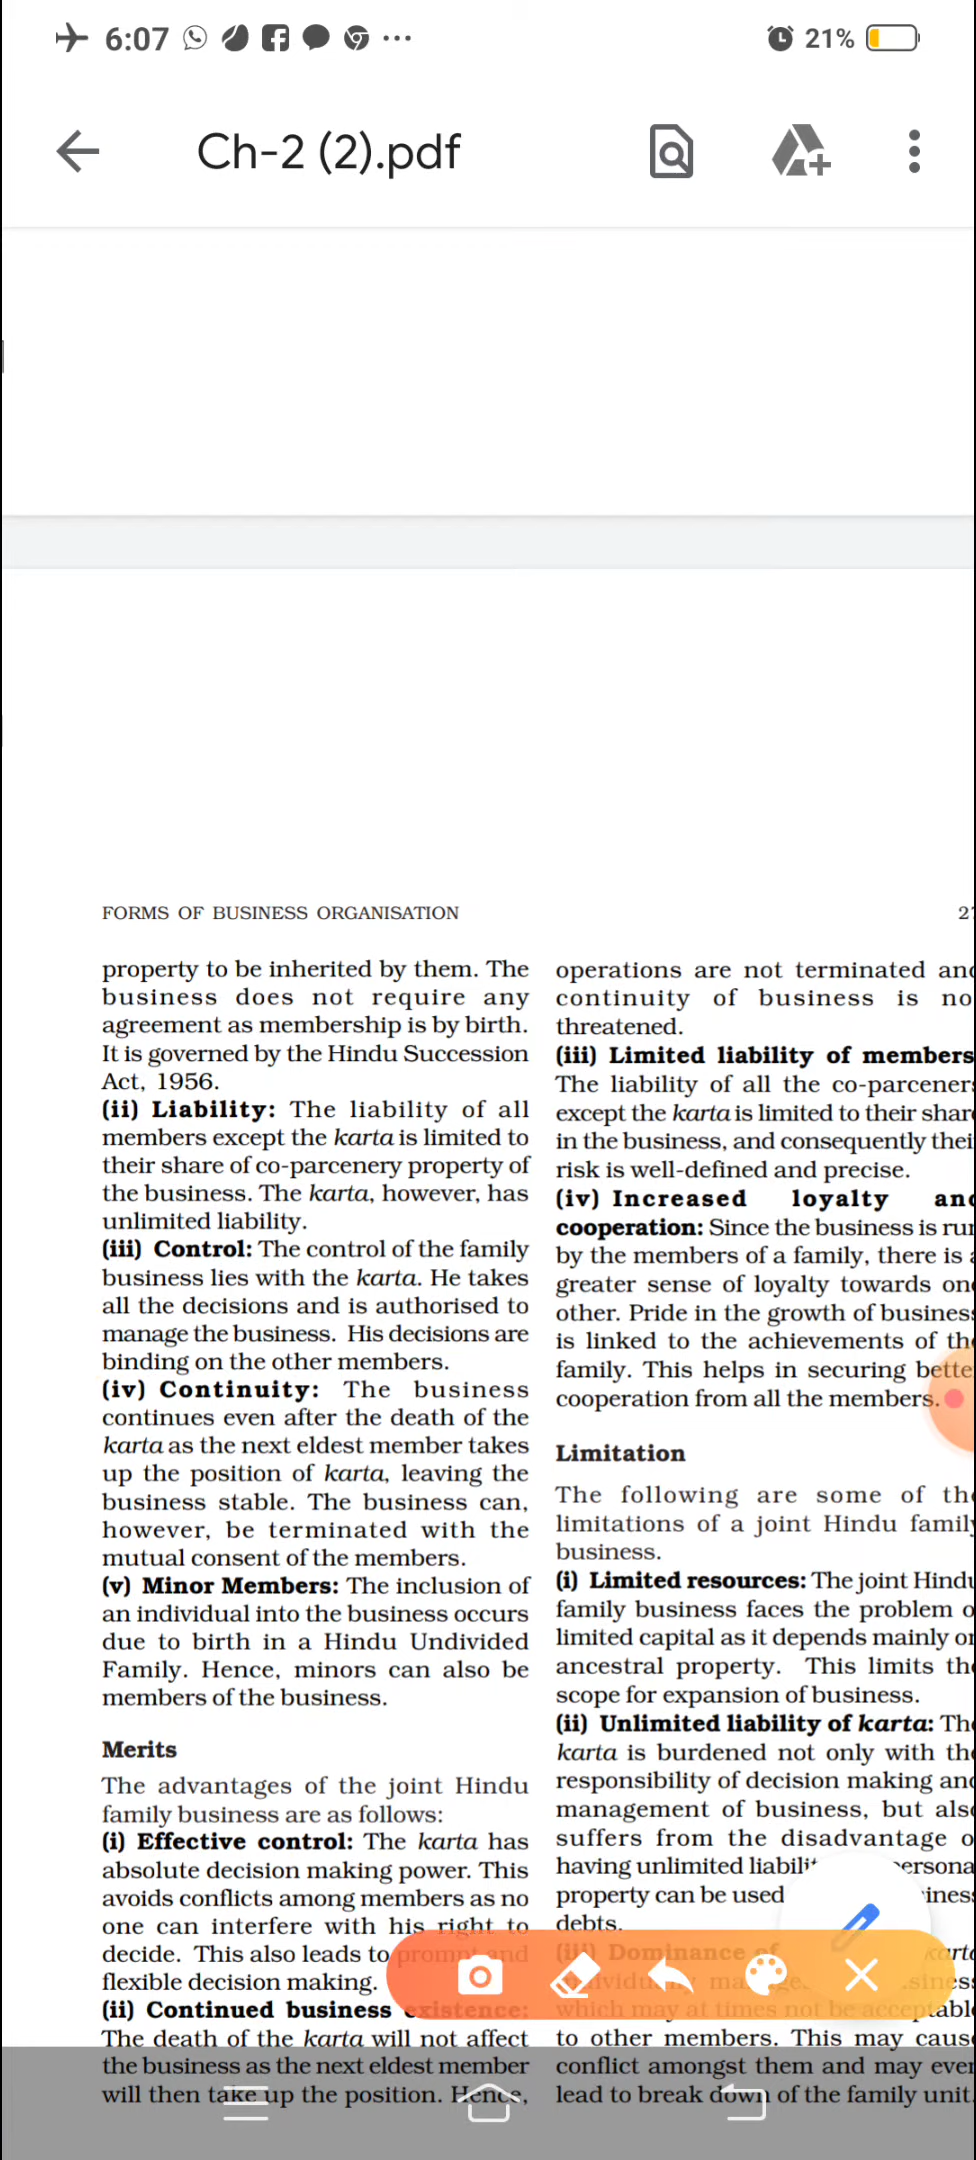 6:07
21%
Ch-2 (2).pdf
FORMS OF BUSINESS ORGANISATION
property to be inherited by them. The
business does not require any
agreement as membership is by birth.
It is governed by the Hindu Succession
Act, 1956.
(ii) Liability: The liability of all
members except the karta is limited to
their share of co-parcenery property of
the business. The karta, however, has
unlimited liability.
(iii) Control: The control of the family
business lies with the karta. He takes
all the decisions and is authorised to
manage the business. His decisions are
binding on the other members.
(iv) Continuity: The business
continues even after the death of the
karta as the next eldest member takes
up the position of karta, leaving the
business stable. The business can,
however, be terminated with the
mutual consent of the members.
(v) Minor Members: The inclusion of
an individual into the business occurs
due to birth in a Hindu Undivided
Family. Hence, minors can also be
members of the business.
Merits
The advantages of the joint Hindu
family business are as follows:
(i) Effective control: The karta has
absolute decision making power. This
avoids conflicts among members as no
one can interfere with his right to
decide. This also leads to prompt and
flexible decision making.
(ii) Continued business existence:
The death of the karta will not affect
the business as the next eldest member
will then take up the position. Hence,
operations are not terminated
continuity of business is
threatened.
(iii) Limited liability of members
The liability of all the
except the karta is limited to their
in the business, and consequently
risk is well-defined and precise.
(iv) Increased loyalty
cooperation: Since the business is
by the members of a family, there is
greater sense of loyalty towards
other. Pride in the growth of business
is linked to the achievements of
family. This helps in securing
cooperation from all the members.
Limitation
The following are some of
limitations of a joint Hindu
business.
(i) Limited resources: The joint
family business faces the problem
limited capital as it depends mainly
ancestral property. This limits
scope for expansion of business.
(ii) Unlimited liability of karta:
karta is burdened not only with
responsibility of decision making
management of business, but
suffers from the disadvantage
having unlimited
property can be used
debts.
(iii) Dominance of
which may at times not be
to other members. This may
conflict amongst them and may
lead to break down of the family unit.